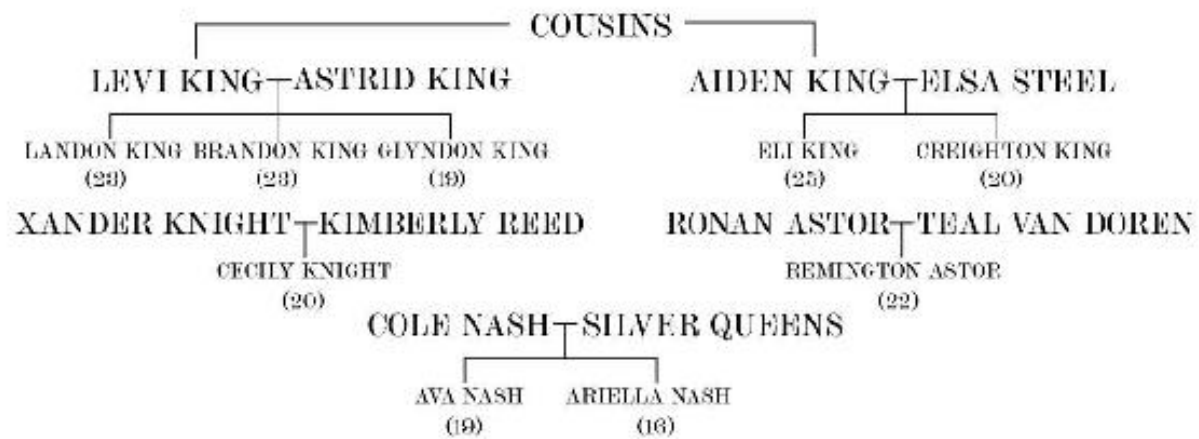 COUSINS
LEVI KING ASTRID KING AIDEN KING ELSA STEEL
LANDON KING BRANDON KING GLYNDON KING ELI KING CREIGHTON KING
(23) (23) (19) (25) (20)
XANDER KNIGHT KIMBERLY REED RONAN ASTOR TEAL VAN DOREN
CECILY KNIGHT REMINGTON ASTOR
(20) (22)
COLE NASH SILVER QUEENS
AVA NASH ARIELLA NASH
(19) (16)